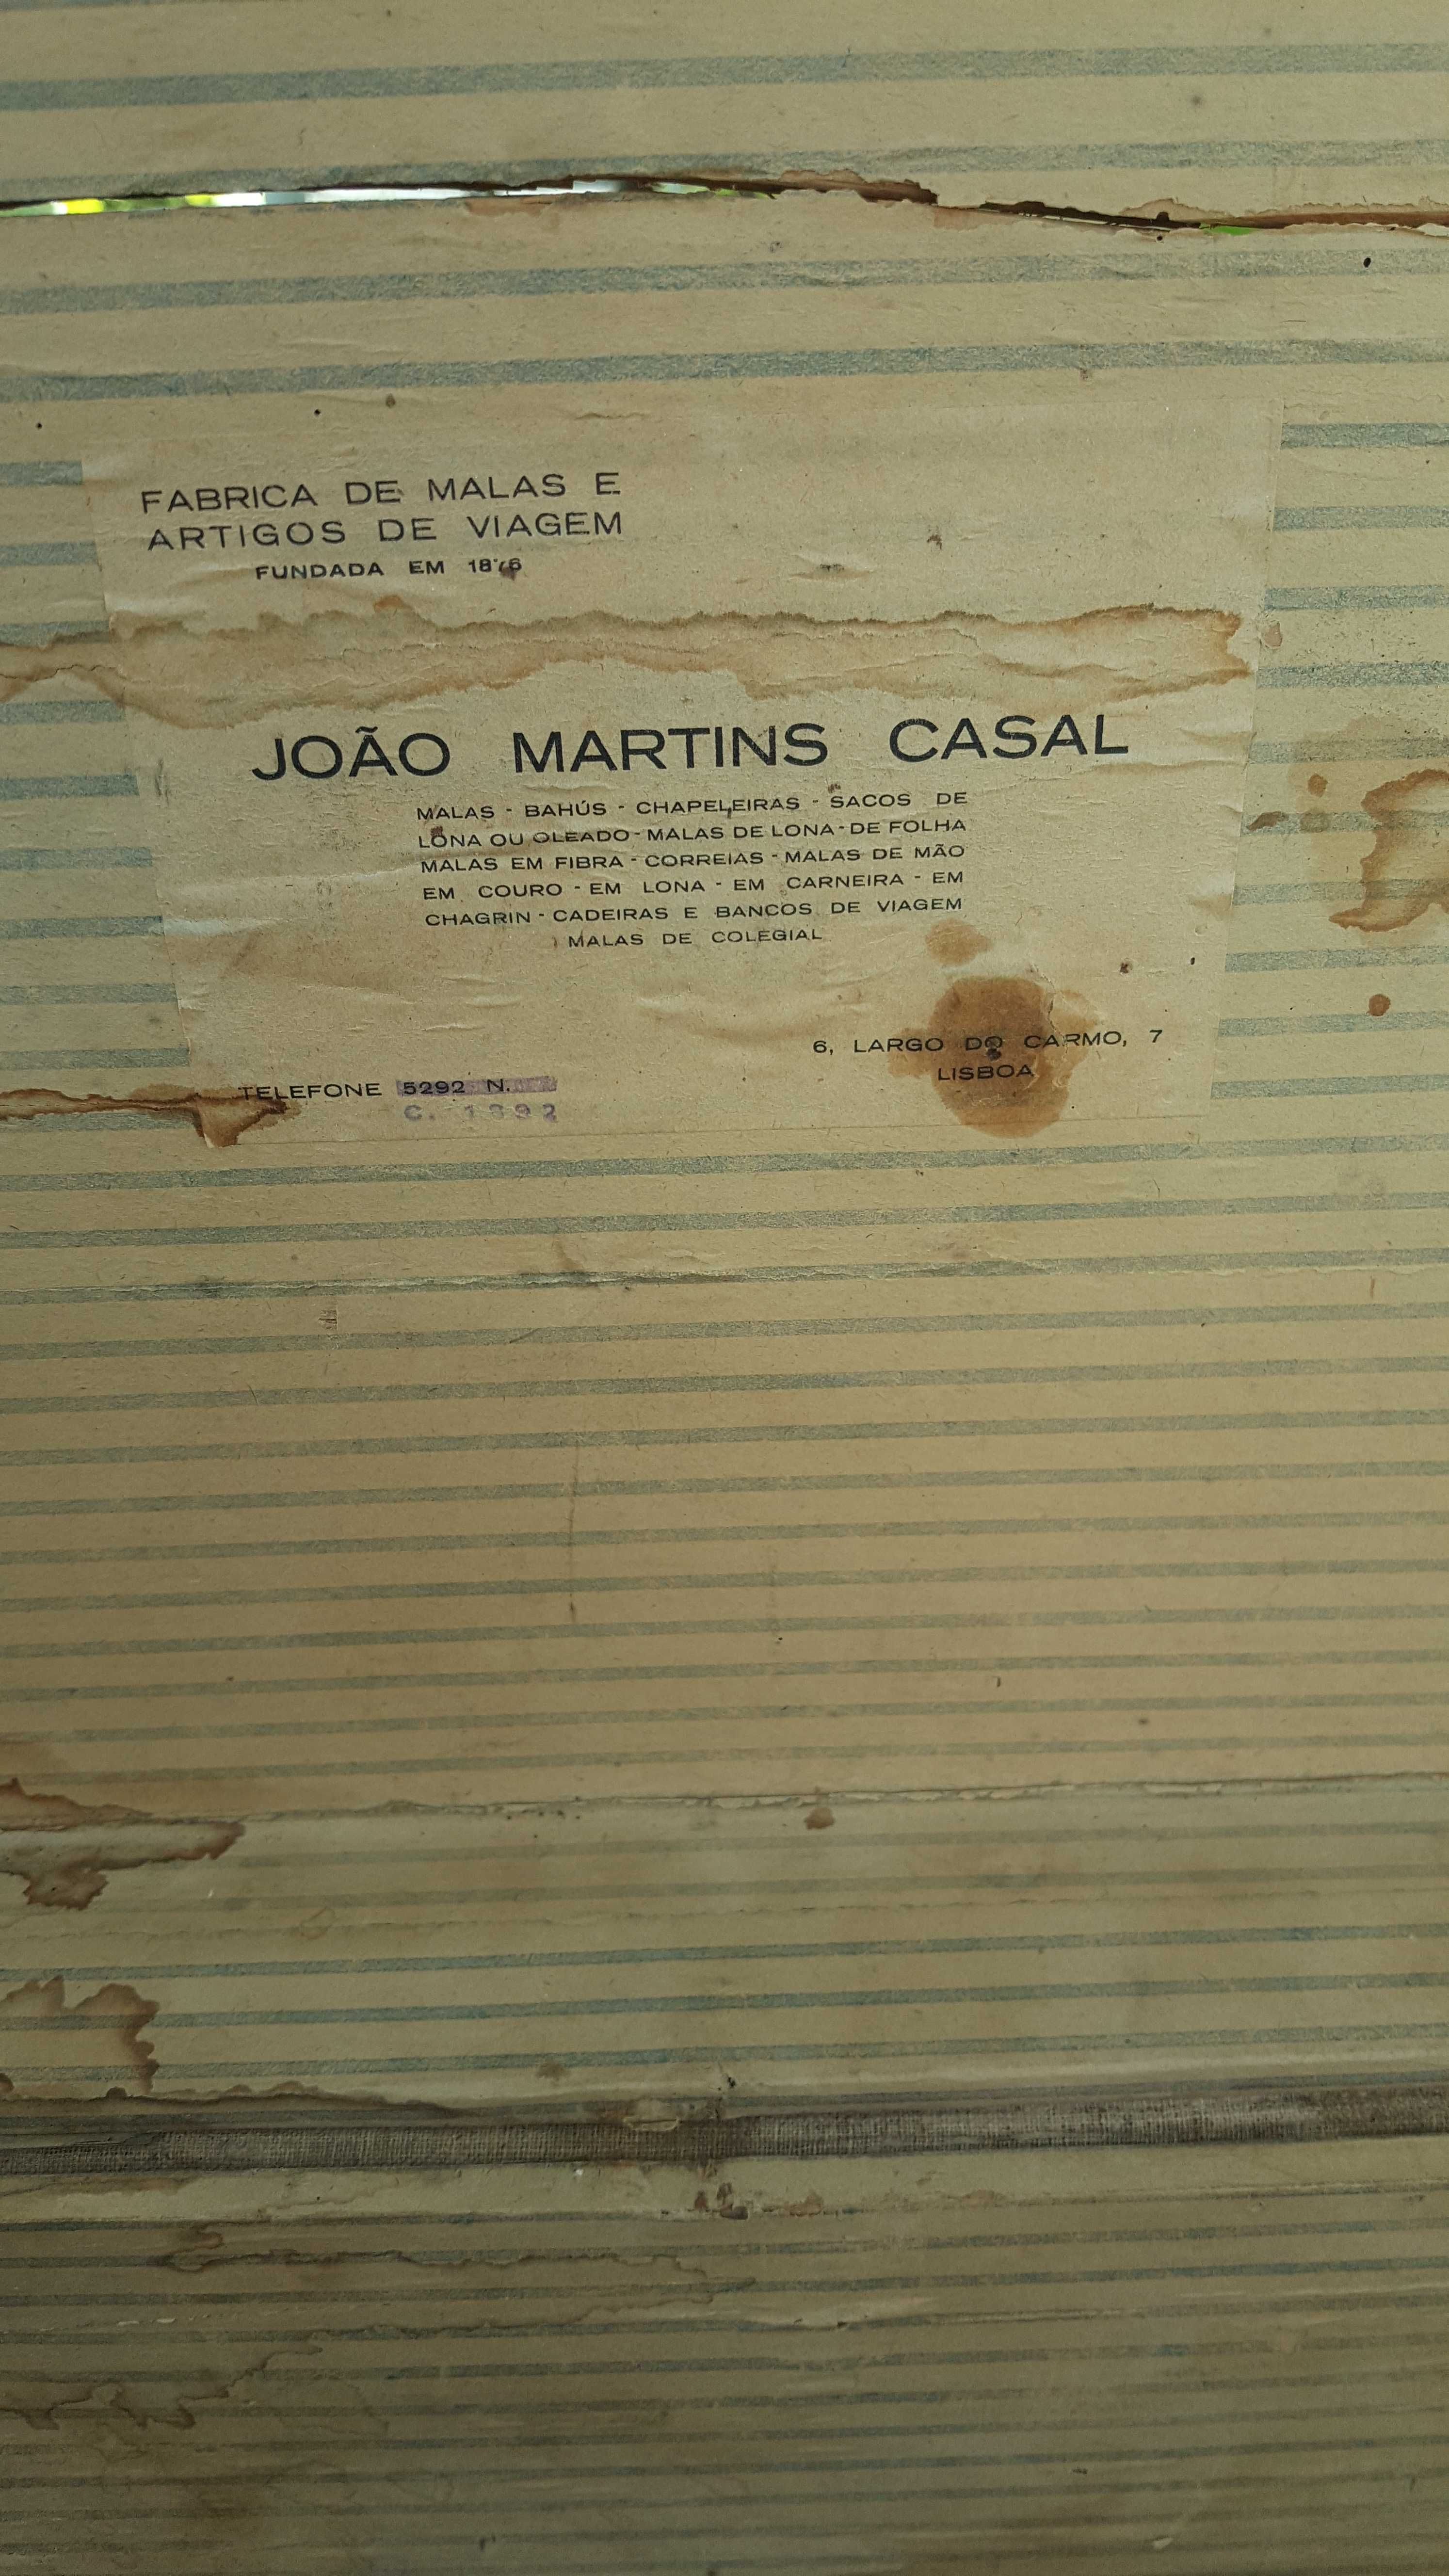 FABRICA DE MALAS E
ARTIGOS DE VIAGEM
FUNDADA EM 1876
JOÃO MARTINS CASAL
MALAS - BAHÚS - CHAPELEIRAS - SACOS DE
LONA OU OLEADO - MALAS DE LONA - DE FOLHA
MALAS EM FIBRA - CORREIAS - MALAS DE MÃO
EM COURO - EM LONA - EM CARNEIRA - EM
CHAGRIN - CADEIRAS E BANCOS DE VIAGEM
MALAS DE COLEGIAL
6, LARGO DO CARMO, 7
LISBOA
TELEFONE 5292 N.
C.